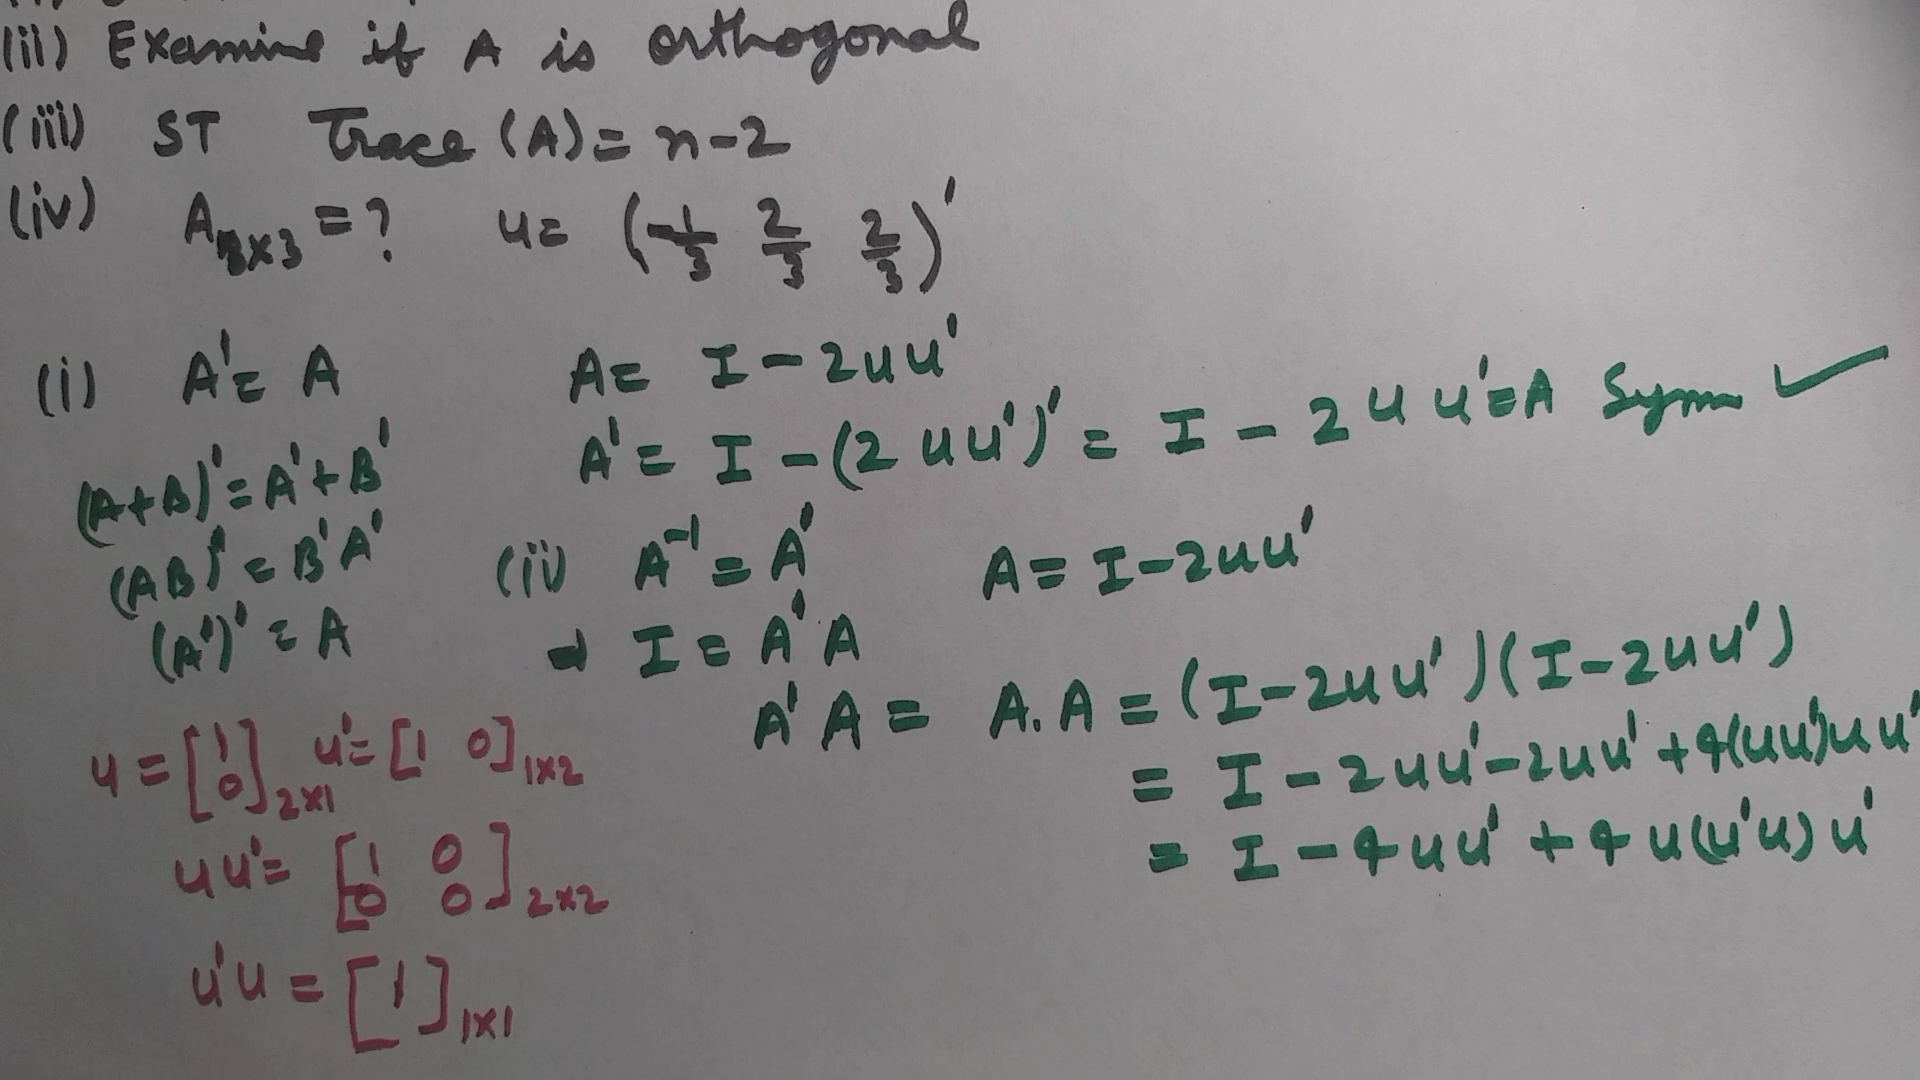 (ii) Examine if A is orthogonal
(iii) ST Trace (A) = n-2
(iv) A3x3 = ? u = (-1/3 2/3 2/3)'
(i) A' = A A = I - 2uu'
A' = I - (2uu')' = I - 2uu' = A Symm ✓
(A+B)' = A'+B'
(AB)' = B'A'
(A')' = A
(ii) A⁻¹ = A' A = I-2uu'
⇒ I = A'A
A'A = A.A = (I-2uu')(I-2uu')
= I - 2uu' - 2uu' + 4(uu')uu'
= I - 4uu' + 4u(u'u)u'
u = [1 0]2x1 u' = [1 0]1x2
uu' = [1 0 0 0]2x2
u'u = [1]1x1